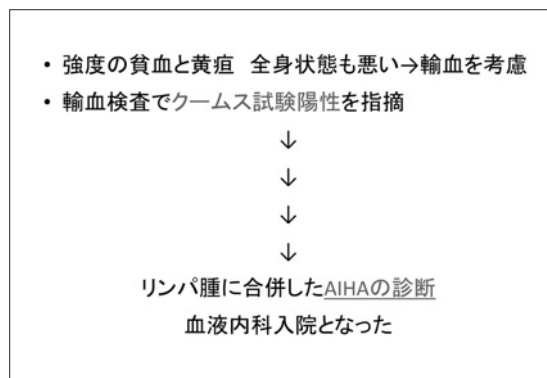 • 強度の貧血と黄疸　全身状態も悪い→輸血を考慮
• 輸血検査でクームス試験陽性を指摘
↓
↓
↓
↓
リンパ腫に合併したAIHAの診断
血液内科入院となった